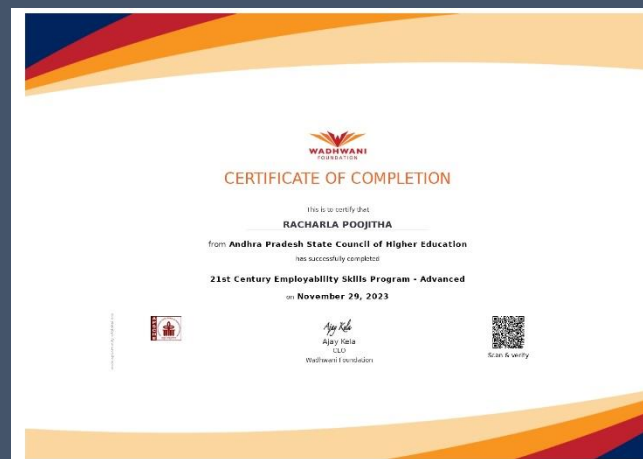 WADHWANI
FOUNDATION
CERTIFICATE OF COMPLETION
This is to certify that
RACHARLA POOJITHA
from Andhra Pradesh State Council of Higher Education
has successfully completed
21st Century Employability Skills Program - Advanced
on November 29, 2023
Ajay Kela
Ajay Kela
CEO
Wadhwani Foundation
Scan & verify